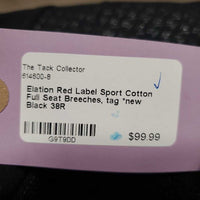 The Tack Collector
614600-8
Elation Red Label Sport Cotton
Full Seat Breeches, tag *new
Black 38R
G9T9DD
$99.99